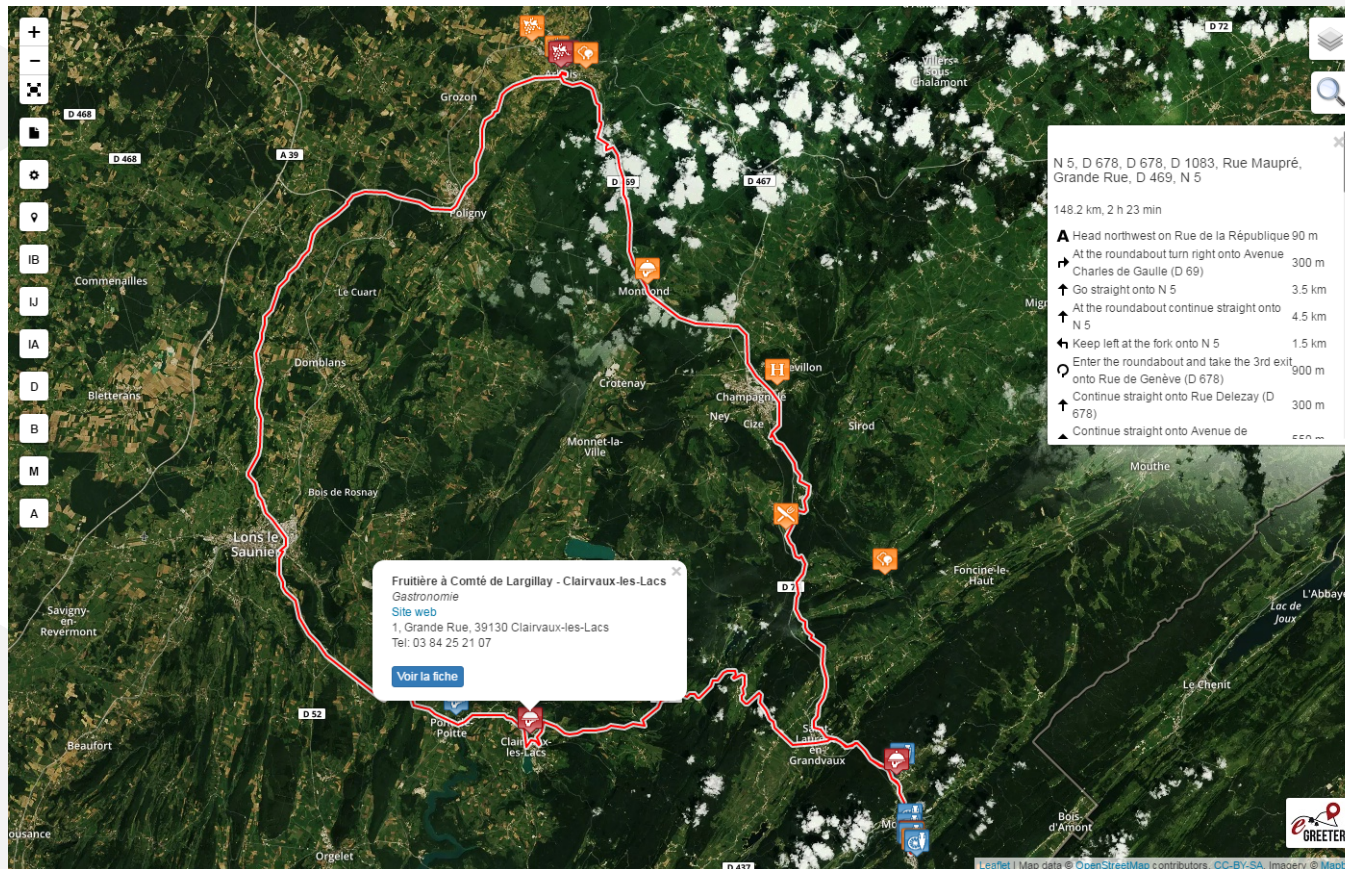 D 72
Villers-
sous-
Chalamont
Grozon
D 468
A 39
D 468
D 467
Poligny
IB
IJ
IA
D
B
M
A
Commenailles
Le Cuart
Domblans
Bletterans
Crotenay
Champagnole
Ney
Cize
Sirod
Monnet-la-
Ville
Bois de Rosnay
Mouthe
Lons le
Saunier
Foncine-le-
Haut
L'Abbaye
Lac de
Joux
Savigny-
en-
Revermont
Le Chenit
D 52
Beaufort
Clairvaux-
les-Lacs
Saint-
Laurent-
en-
Grandvaux
Bois-
d'Amont
Orgelet
D 437
N 5, D 678, D 678, D 1083, Rue Maupré,
Grande Rue, D 469, N 5
148.2 km, 2 h 23 min
A Head northwest on Rue de la République 90 m
At the roundabout turn right onto Avenue
Charles de Gaulle (D 69) 300 m
Go straight onto N 5 3.5 km
At the roundabout continue straight onto
N 5 4.5 km
Keep left at the fork onto N 5 1.5 km
Enter the roundabout and take the 3rd exit
onto Rue de Genève (D 678) 900 m
Continue straight onto Rue Delezay (D
678) 300 m
Continue straight onto Avenue de 550 m
Fruitière à Comté de Largillay - Clairvaux-les-Lacs
Gastronomie
Site web
1, Grande Rue, 39130 Clairvaux-les-Lacs
Tel: 03 84 25 21 07
Voir la fiche
H
e
GREETER
Leaflet | Map data © OpenStreetMap contributors, CC-BY-SA, Imagery ©